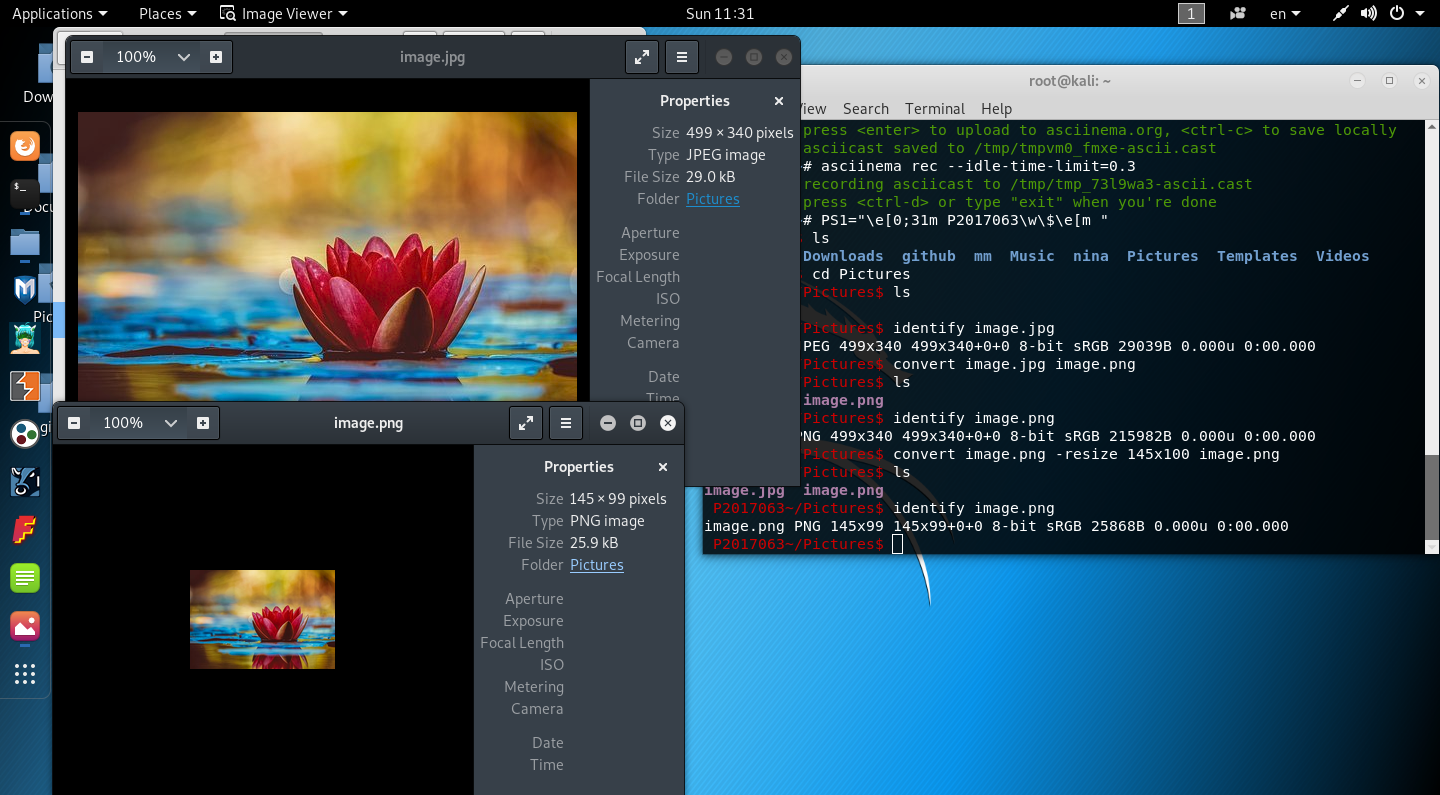 Applications Places Image Viewer Sun 11:31 1 en
100% image.jpg
Properties
Size 499 × 340 pixels
Type JPEG image
File Size 29.0 kB
Folder Pictures
Aperture
Exposure
Focal Length
ISO
Metering
Camera
Date
Time
100% image.png
Properties
Size 145 × 99 pixels
Type PNG image
File Size 25.9 kB
Folder Pictures
Aperture
Exposure
Focal Length
ISO
Metering
Camera
Date
Time
root@kali: ~
View Search Terminal Help
press <enter> to upload to asciinema.org, <ctrl-c> to save locally
asciicast saved to /tmp/tmpvm0_fmxe-ascii.cast
# asciinema rec --idle-time-limit=0.3
recording asciicast to /tmp/tmp_73l9wa3-ascii.cast
press <ctrl-d> or type "exit" when you're done
# PS1="\e[0;31m P2017063\w\$\e[m "
ls
Downloads github mm Music nina Pictures Templates Videos
cd Pictures
Pictures$ ls
Pictures$ identify image.jpg
PEG 499x340 499x340+0+0 8-bit sRGB 29039B 0.000u 0:00.000
Pictures$ convert image.jpg image.png
Pictures$ ls
image.png
Pictures$ identify image.png
PNG 499x340 499x340+0+0 8-bit sRGB 215982B 0.000u 0:00.000
Pictures$ convert image.png -resize 145x100 image.png
Pictures$ ls
image.jpg image.png
P2017063~/Pictures$ identify image.png
image.png PNG 145x99 145x99+0+0 8-bit sRGB 25868B 0.000u 0:00.000
P2017063~/Pictures$